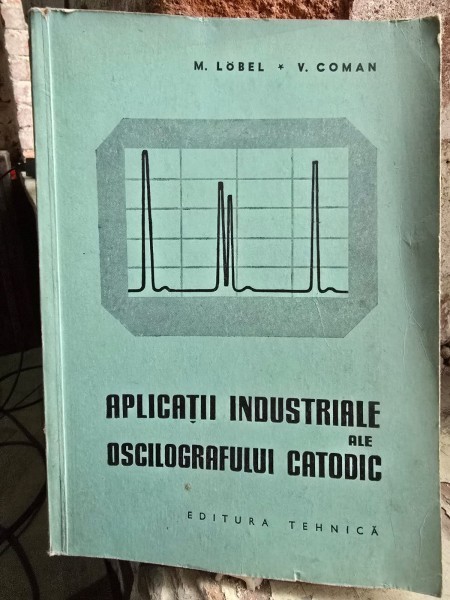 M. LÖBEL * V. COMAN
APLICAȚII INDUSTRIALE
ALE
OSCILOGRAFULUI CATODIC
EDITURA TEHNICĂ